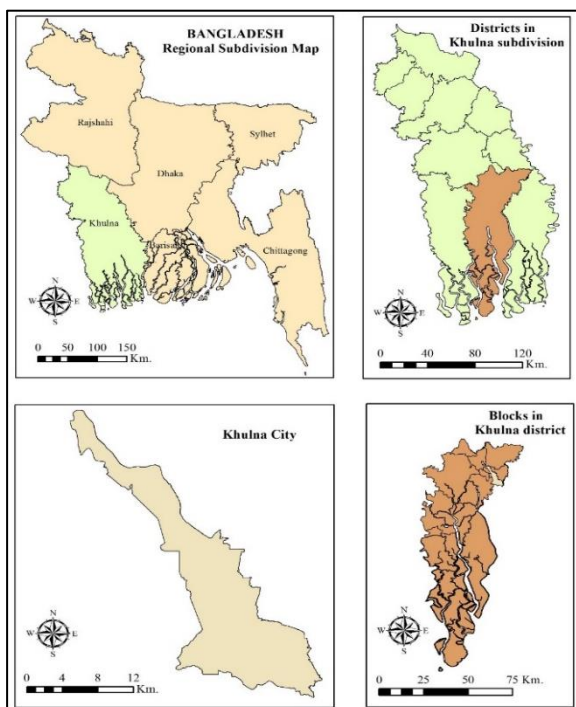 BANGLADESH
Regional Subdivision Map
Rajshahi
Sylhet
Dhaka
Khulna
Barisal
Chittagong
N
W E
S
0 50 100 150
Km.
Districts in
Khulna subdivision
N
W E
S
0 40 80 120
Km.
Khulna City
N
W E
S
0 4 8 12
Km.
Blocks in
Khulna district
N
W E
S
0 25 50 75
Km.